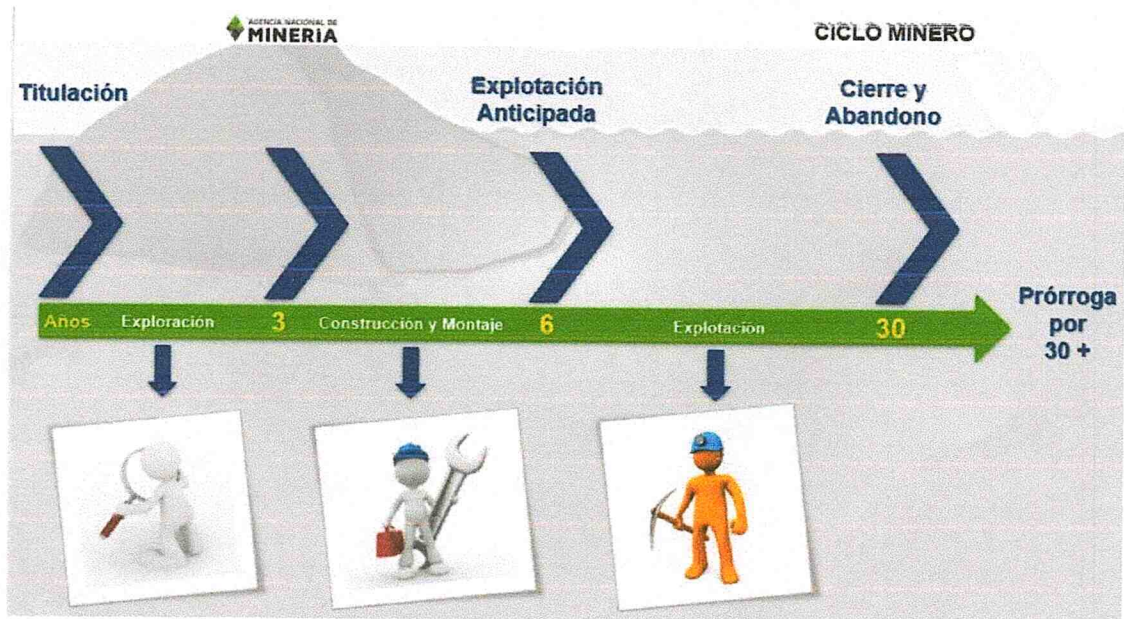 AGENCIA NACIONAL DE
MINERÍA
CICLO MINERO
Titulación
Explotación
Anticipada
Cierre y
Abandono
Años Exploración 3 Construcción y Montaje 6 Explotación 30
Prórroga
por
30 +